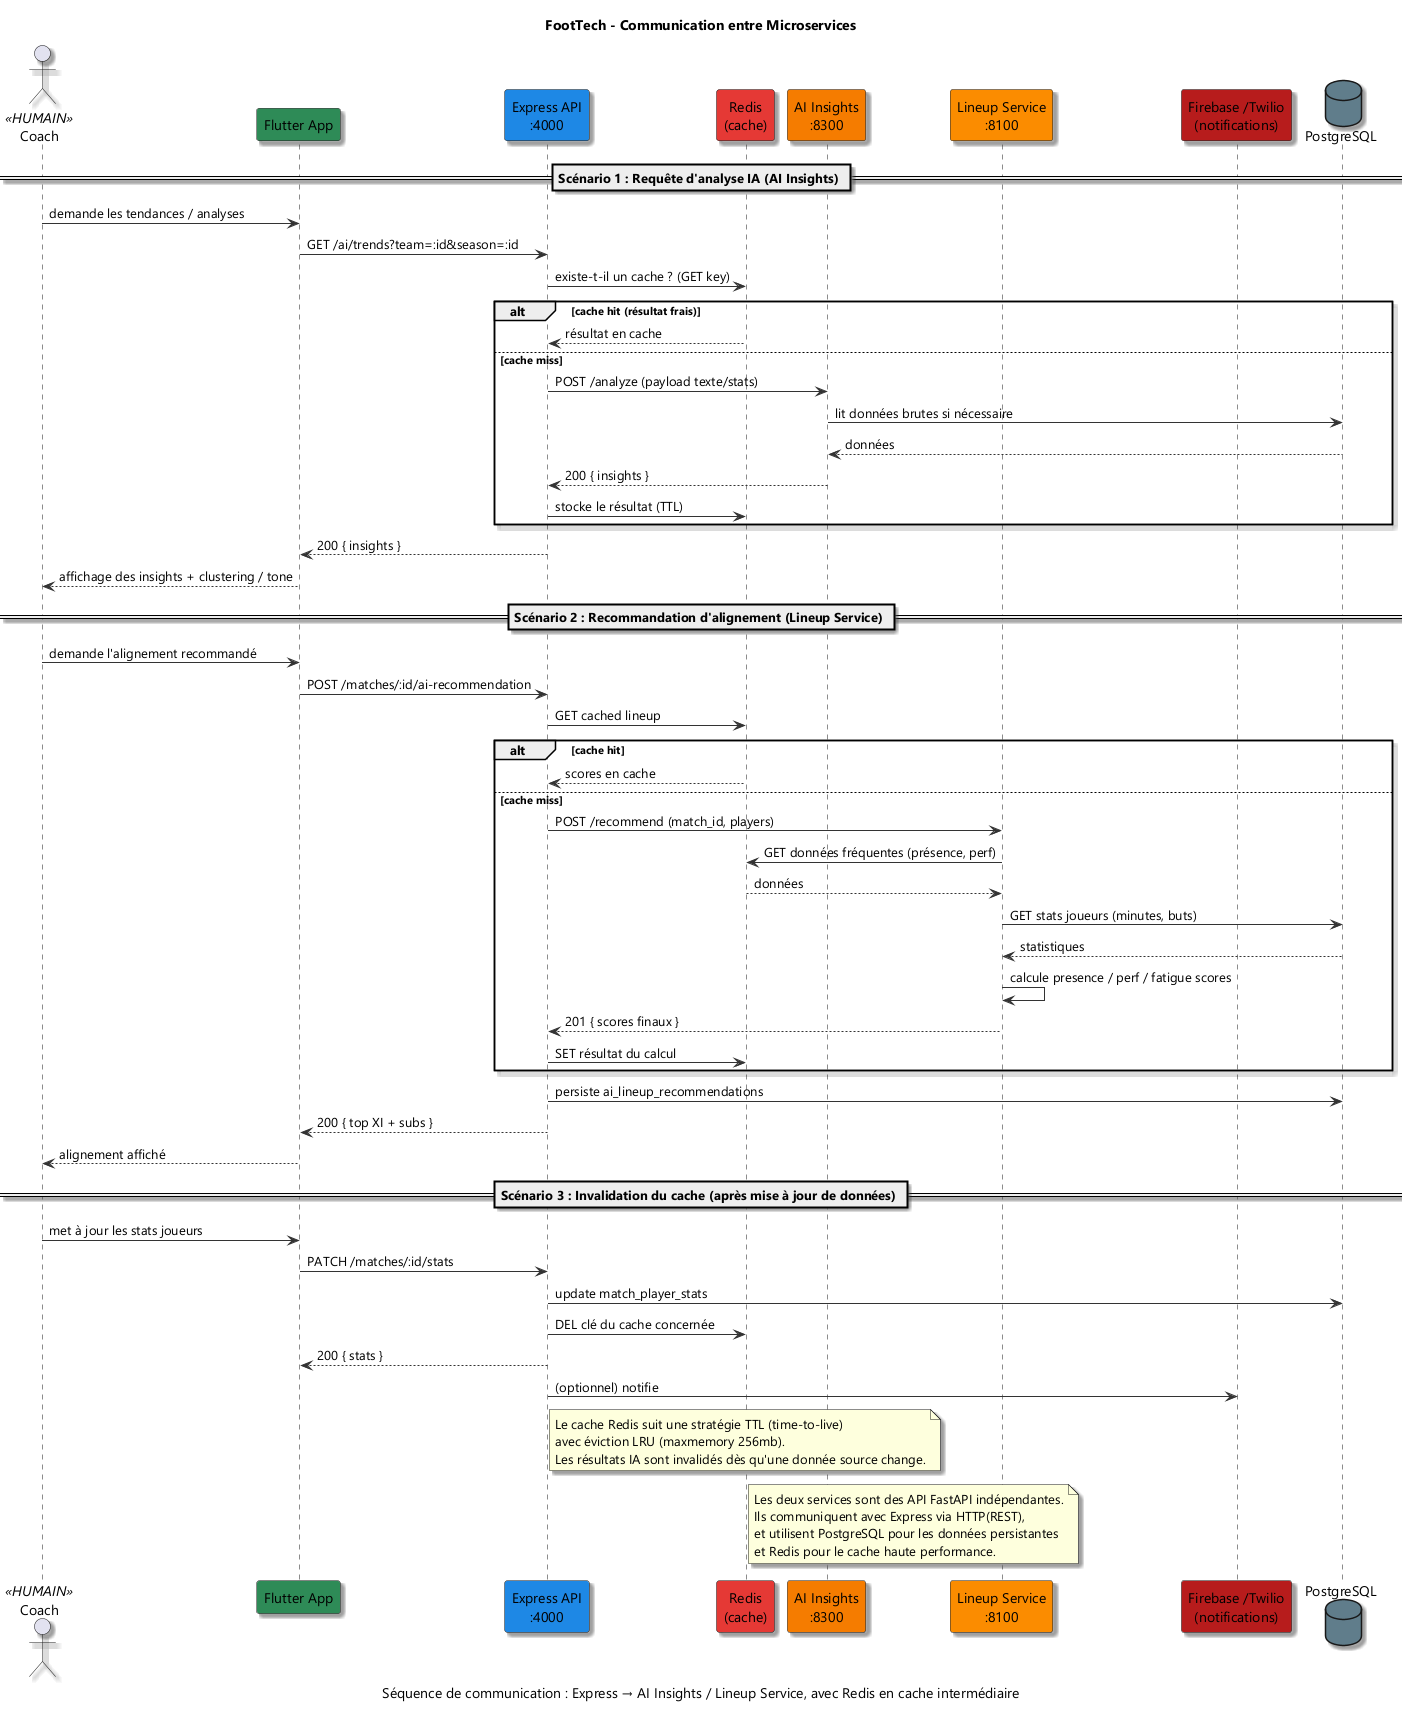 FootTech - Communication entre Microservices
«HUMAIN»
Coach
Flutter App
Express API
:4000
Redis
(cache)
AI Insights
:8300
Lineup Service
:8100
Firebase /Twilio
(notifications)
PostgreSQL
Scénario 1 : Requête d'analyse IA (AI Insights)
demande les tendances / analyses
GET /ai/trends?team=:id&season=:id
existe-t-il un cache ? (GET key)
alt [cache hit (résultat frais)]
résultat en cache
[cache miss]
POST /analyze (payload texte/stats)
lit données brutes si nécessaire
données
200 { insights }
stocke le résultat (TTL)
200 { insights }
affichage des insights + clustering / tone
Scénario 2 : Recommandation d'alignement (Lineup Service)
demande l'alignement recommandé
POST /matches/:id/ai-recommendation
GET cached lineup
alt [cache hit]
scores en cache
[cache miss]
POST /recommend (match_id, players)
GET données fréquentes (présence, perf)
données
GET stats joueurs (minutes, buts)
statistiques
calcule presence / perf / fatigue scores
201 { scores finaux }
SET résultat du calcul
persiste ai_lineup_recommendations
200 { top XI + subs }
alignement affiché
Scénario 3 : Invalidation du cache (après mise à jour de données)
met à jour les stats joueurs
PATCH /matches/:id/stats
update match_player_stats
DEL clé du cache concernée
200 { stats }
(optionnel) notifie
Le cache Redis suit une stratégie TTL (time-to-live)
avec éviction LRU (maxmemory 256mb).
Les résultats IA sont invalidés dès qu'une donnée source change.
Les deux services sont des API FastAPI indépendantes.
Ils communiquent avec Express via HTTP(REST),
et utilisent PostgreSQL pour les données persistantes
et Redis pour le cache haute performance.
«HUMAIN»
Coach
Flutter App
Express API
:4000
Redis
(cache)
AI Insights
:8300
Lineup Service
:8100
Firebase /Twilio
(notifications)
PostgreSQL
Séquence de communication : Express → AI Insights / Lineup Service, avec Redis en cache intermédiaire